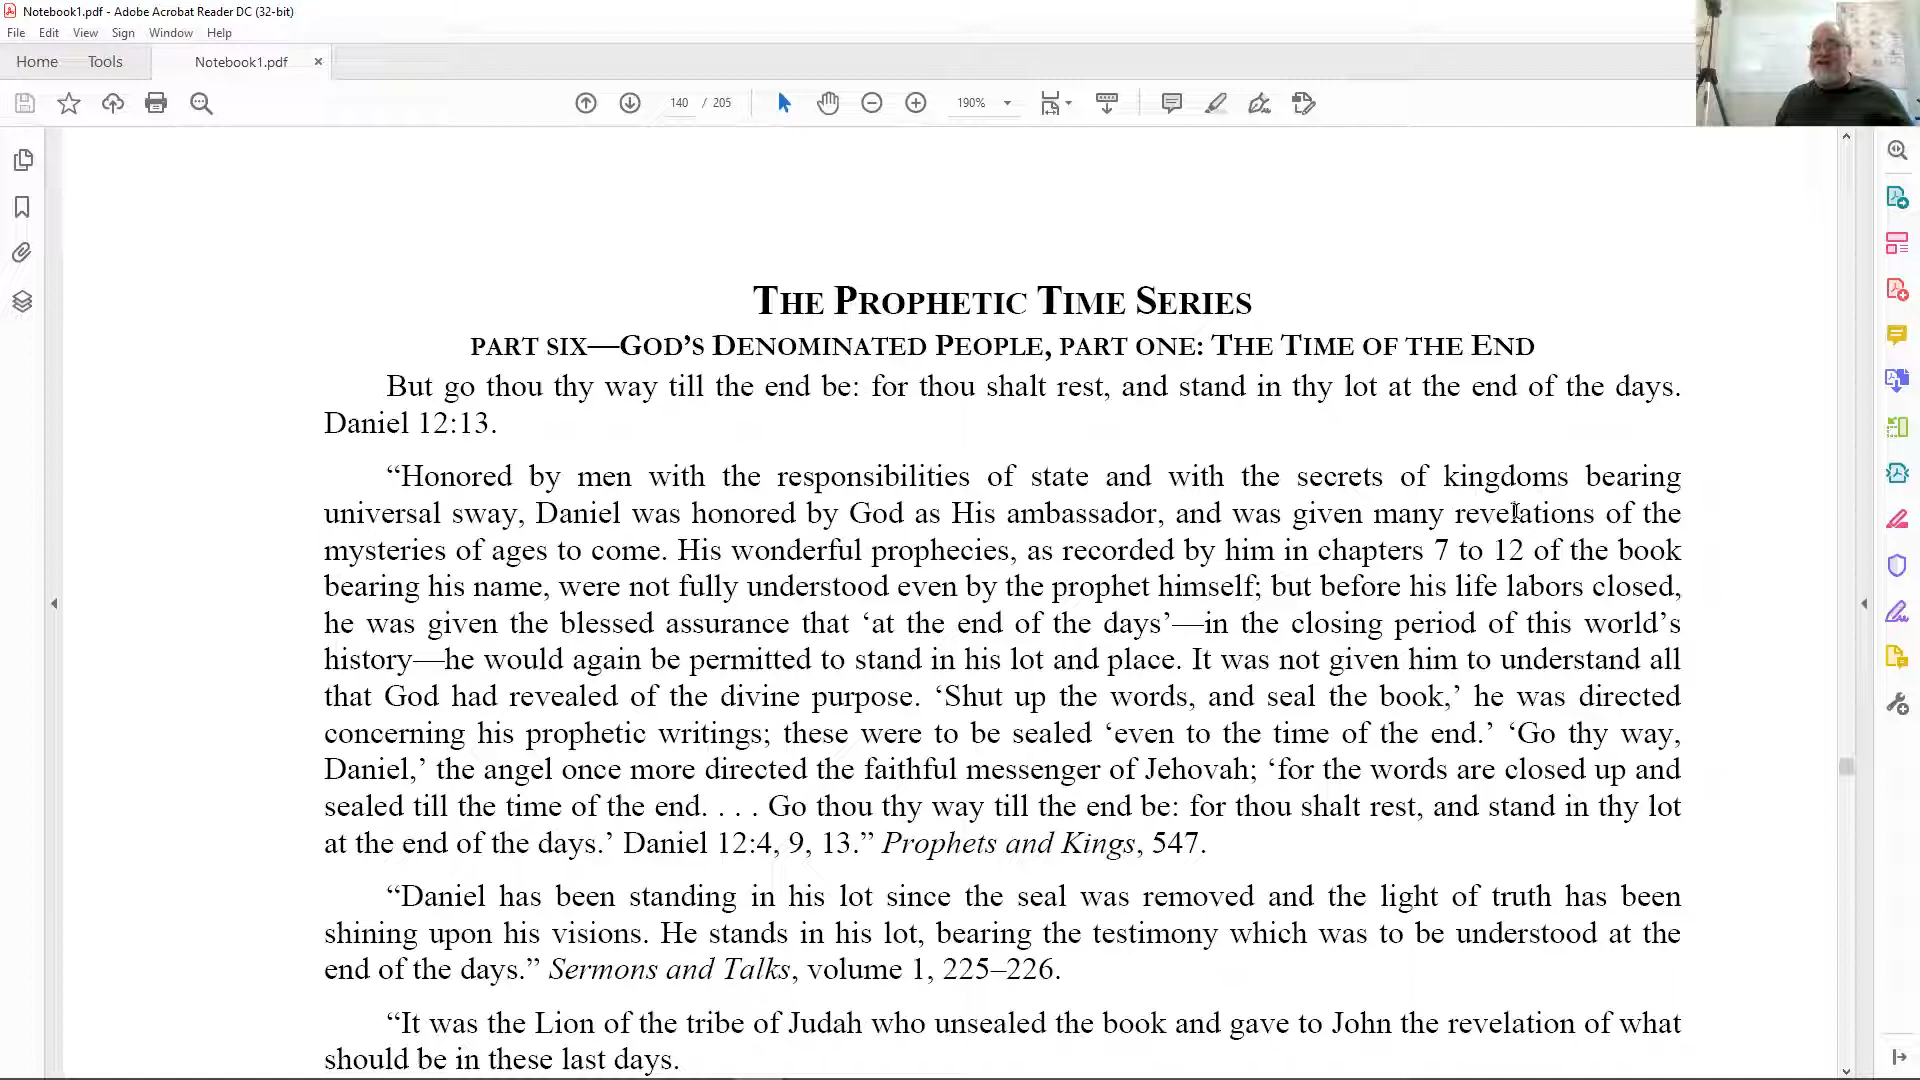 Notebook1.pdf - Adobe Acrobat Reader DC (32-bit)
File Edit View Sign Window Help
Home Tools Notebook1.pdf ×
140 / 205 190%
THE PROPHETIC TIME SERIES
PART SIX—GOD’S DENOMINATED PEOPLE, PART ONE: THE TIME OF THE END
But go thou thy way till the end be: for thou shalt rest, and stand in thy lot at the end of the days.
Daniel 12:13.
“Honored by men with the responsibilities of state and with the secrets of kingdoms bearing
universal sway, Daniel was honored by God as His ambassador, and was given many revelations of the
mysteries of ages to come. His wonderful prophecies, as recorded by him in chapters 7 to 12 of the book
bearing his name, were not fully understood even by the prophet himself; but before his life labors closed,
he was given the blessed assurance that ‘at the end of the days’—in the closing period of this world’s
history—he would again be permitted to stand in his lot and place. It was not given him to understand all
that God had revealed of the divine purpose. ‘Shut up the words, and seal the book,’ he was directed
concerning his prophetic writings; these were to be sealed ‘even to the time of the end.’ ‘Go thy way,
Daniel,’ the angel once more directed the faithful messenger of Jehovah; ‘for the words are closed up and
sealed till the time of the end. . . . Go thou thy way till the end be: for thou shalt rest, and stand in thy lot
at the end of the days.’ Daniel 12:4, 9, 13.” Prophets and Kings, 547.
“Daniel has been standing in his lot since the seal was removed and the light of truth has been
shining upon his visions. He stands in his lot, bearing the testimony which was to be understood at the
end of the days.” Sermons and Talks, volume 1, 225–226.
“It was the Lion of the tribe of Judah who unsealed the book and gave to John the revelation of what
should be in these last days.